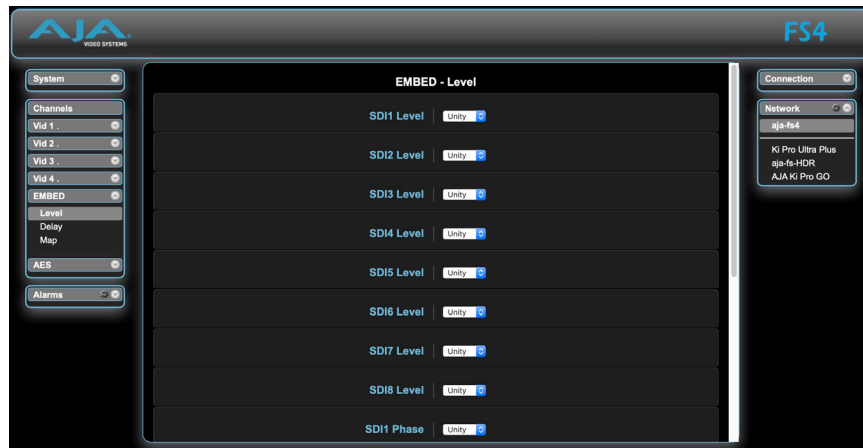 AJA
VIDEO SYSTEMS
FS4
System
Channels
Vid 1 .
Vid 2 .
Vid 3 .
Vid 4 .
EMBED
Level
Delay
Map
AES
Alarms
EMBED - Level
SDI1 Level Unity
SDI2 Level Unity
SDI3 Level Unity
SDI4 Level Unity
SDI5 Level Unity
SDI6 Level Unity
SDI7 Level Unity
SDI8 Level Unity
SDI1 Phase Unity
Connection
Network
aja-fs4
Ki Pro Ultra Plus
aja-fs-HDR
AJA Ki Pro GO